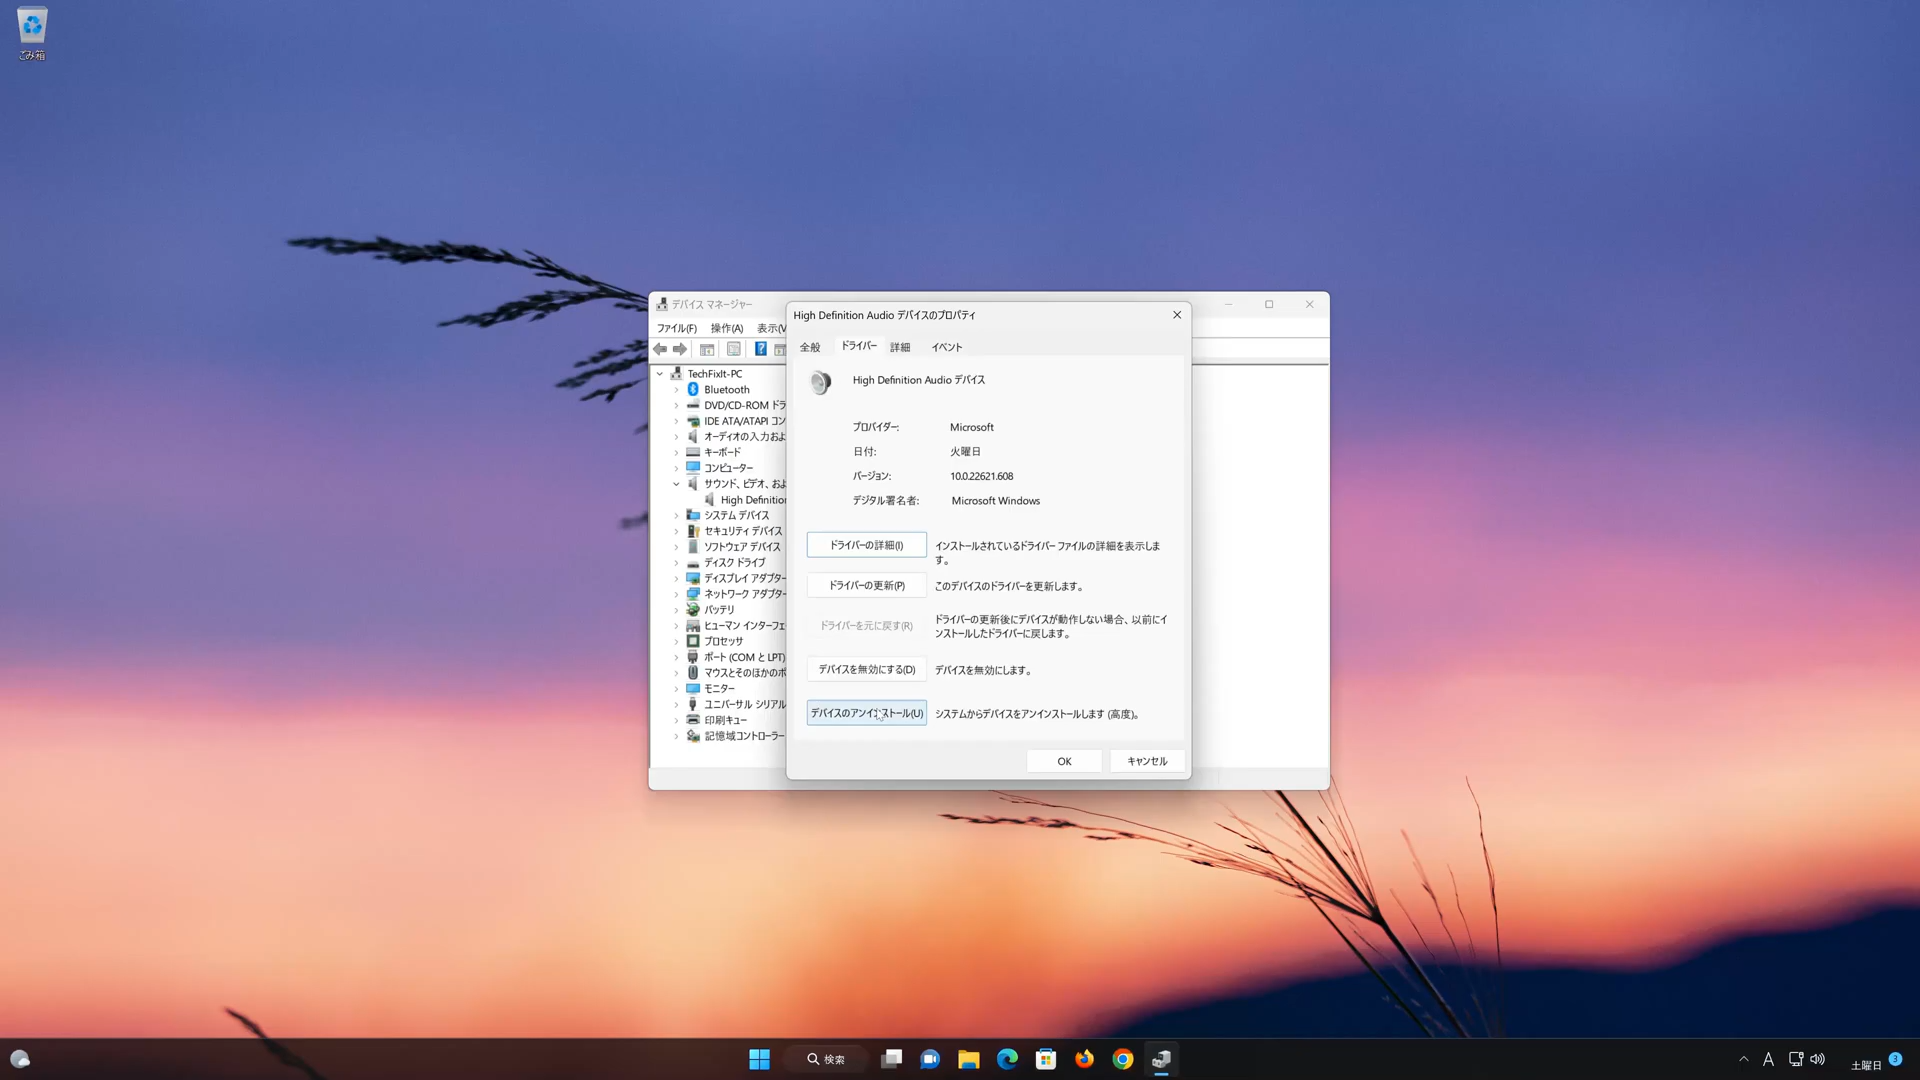 ごみ箱
デバイス マネージャー
ファイル(F) 操作(A) 表示(V
TechFixIt-PC
Bluetooth
DVD/CD-ROM ドラ
IDE ATA/ATAPI コン
オーディオの入力およ
キーボード
コンピューター
サウンド、ビデオ、およ
High Definition
システム デバイス
セキュリティ デバイス
ソフトウェア デバイス
ディスク ドライブ
ディスプレイ アダプター
ネットワーク アダプター
バッテリ
ヒューマン インターフェ
プロセッサ
ポート (COM と LPT)
マウスとそのほかのポ
モニター
ユニバーサル シリアル
印刷キュー
記憶域コントローラー
High Definition Audio デバイスのプロパティ
全般 ドライバー 詳細 イベント
High Definition Audio デバイス
プロバイダー: Microsoft
日付: 火曜日
バージョン: 10.0.22621.608
デジタル署名者: Microsoft Windows
ドライバーの詳細(I) インストールされているドライバー ファイルの詳細を表示しま
す。
ドライバーの更新(P) このデバイスのドライバーを更新します。
ドライバーを元に戻す(R) ドライバーの更新後にデバイスが動作しない場合、以前にイ
ンストールしたドライバーに戻します。
デバイスを無効にする(D) デバイスを無効にします。
デバイスのアンインストール(U) システムからデバイスをアンインストールします (高度)。
OK キャンセル
検索
A
土曜日 3